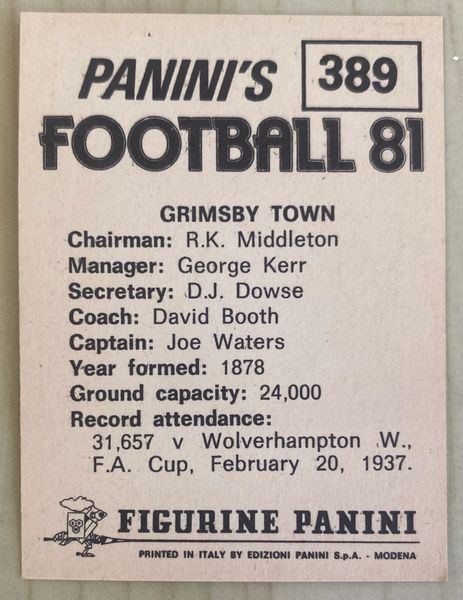 PANINI'S 389
FOOTBALL 81
GRIMSBY TOWN
Chairman: R.K. Middleton
Manager: George Kerr
Secretary: D.J. Dowse
Coach: David Booth
Captain: Joe Waters
Year formed: 1878
Ground capacity: 24,000
Record attendance:
31,657 v Wolverhampton W.,
F.A. Cup, February 20, 1937.
FIGURINE PANINI
PRINTED IN ITALY BY EDIZIONI PANINI S.p.A. - MODENA